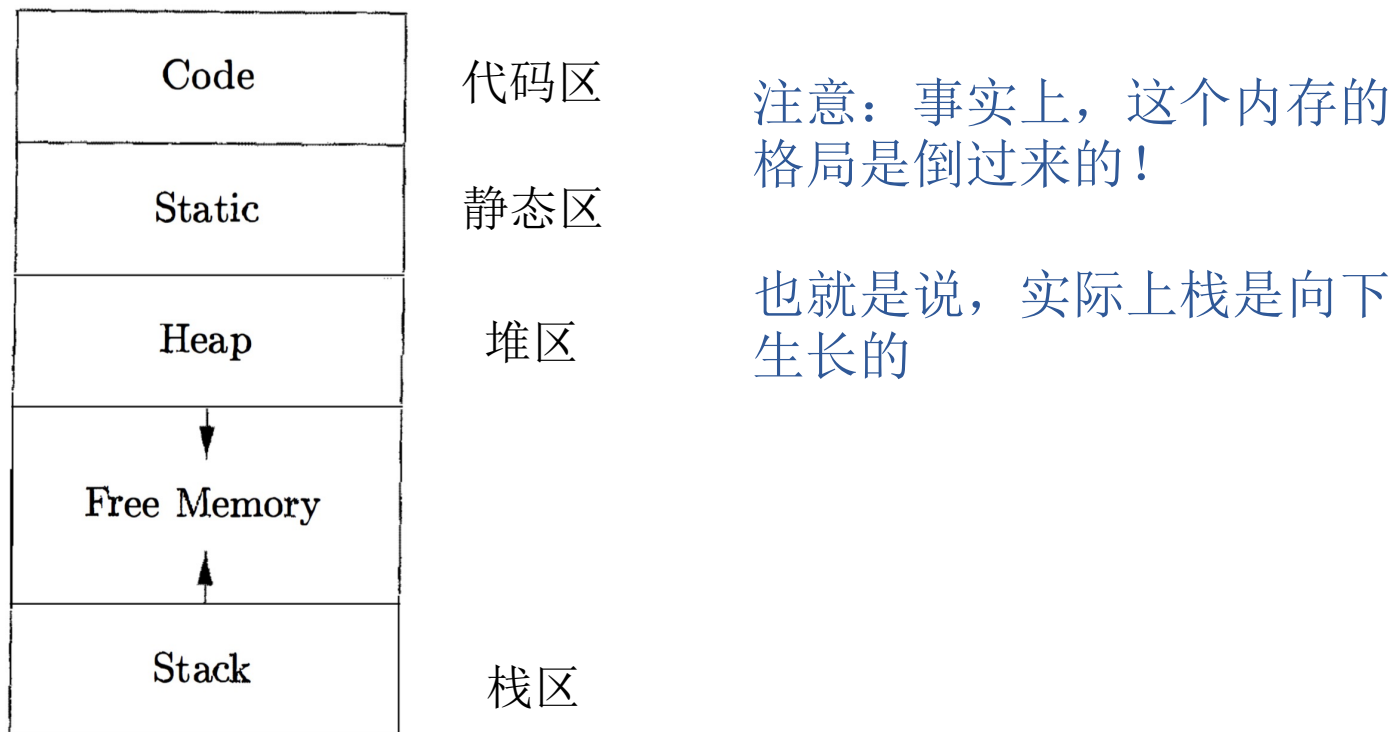 Code
代码区
Static
静态区
Heap
堆区
Free Memory
Stack
栈区
注意：事实上，这个内存的
格局是倒过来的！
也就是说，实际上栈是向下
生长的